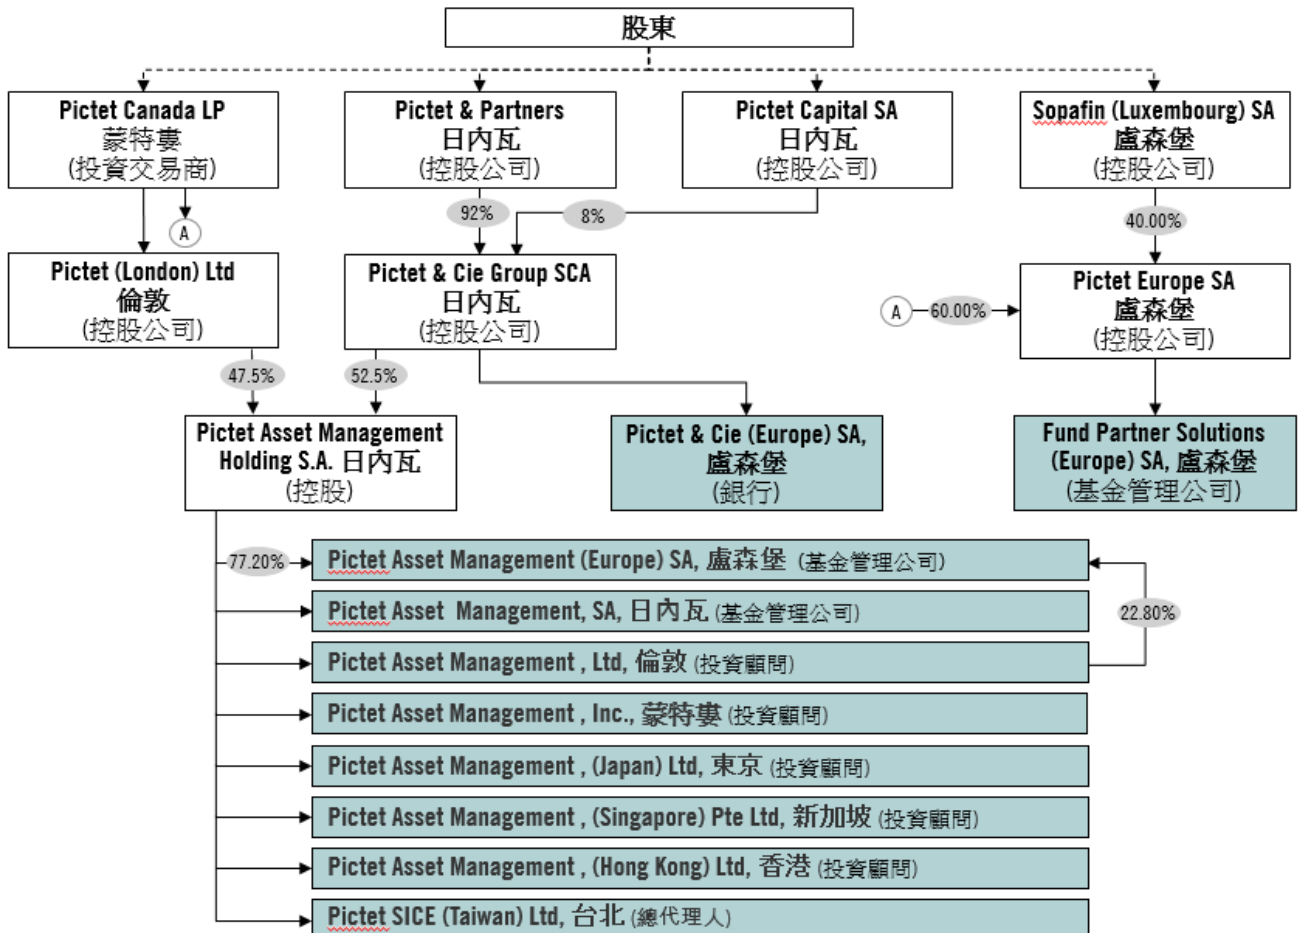 股東
Pictet Canada LP
蒙特婁
(投資交易商)
Pictet & Partners
日內瓦
(控股公司)
Pictet Capital SA
日內瓦
(控股公司)
Sopafin (Luxembourg) SA
盧森堡
(控股公司)
A
92%
8%
40.00%
Pictet (London) Ltd
倫敦
(控股公司)
Pictet & Cie Group SCA
日內瓦
(控股公司)
A
60.00%
Pictet Europe SA
盧森堡
(控股公司)
47.5%
52.5%
Pictet Asset Management
Holding S.A. 日內瓦
(控股)
Pictet & Cie (Europe) SA,
盧森堡
(銀行)
Fund Partner Solutions
(Europe) SA, 盧森堡
(基金管理公司)
77.20%
Pictet Asset Management (Europe) SA, 盧森堡 (基金管理公司)
Pictet Asset Management, SA, 日內瓦 (基金管理公司)
22.80%
Pictet Asset Management , Ltd, 倫敦 (投資顧問)
Pictet Asset Management , Inc., 蒙特婁 (投資顧問)
Pictet Asset Management , (Japan) Ltd, 東京 (投資顧問)
Pictet Asset Management , (Singapore) Pte Ltd, 新加坡 (投資顧問)
Pictet Asset Management , (Hong Kong) Ltd, 香港 (投資顧問)
Pictet SICE (Taiwan) Ltd, 台北 (總代理人)